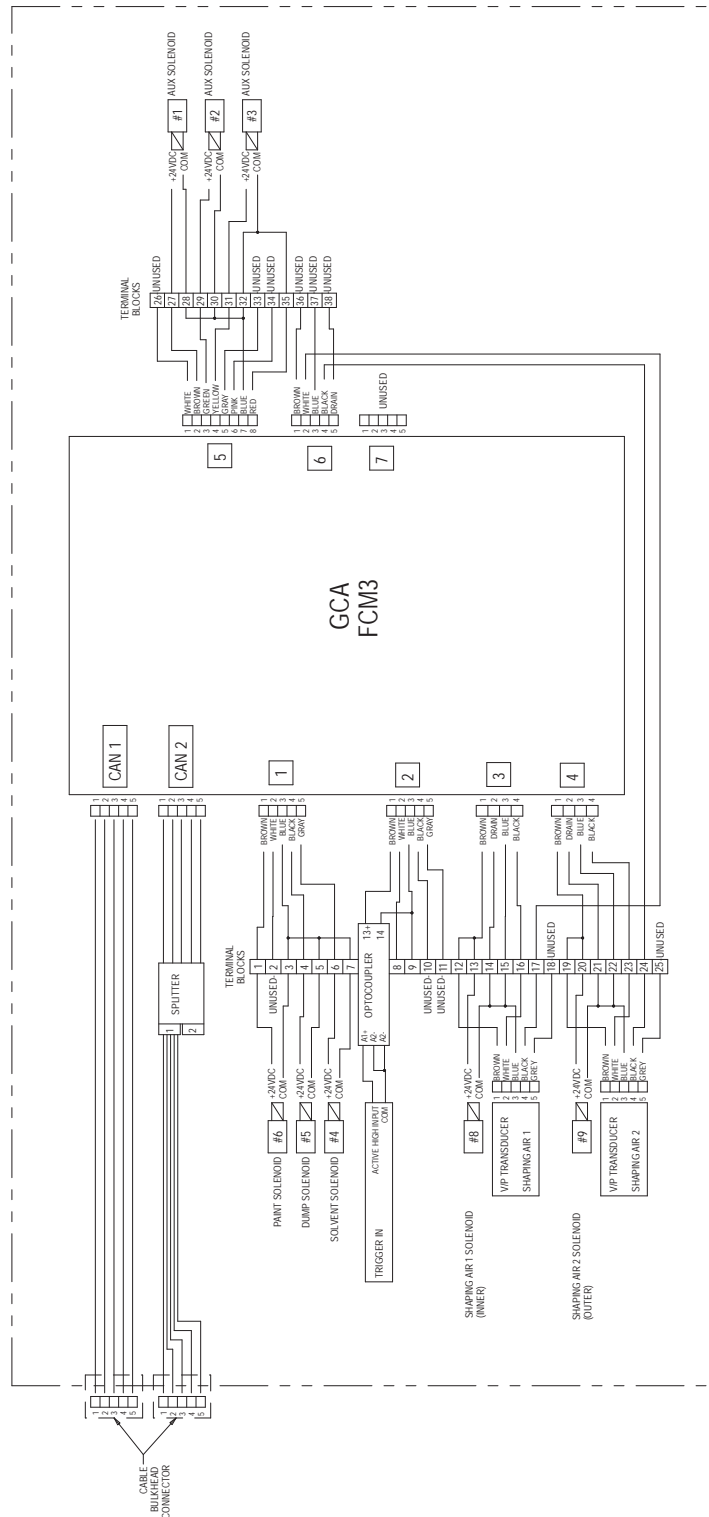 CABLE
BULKHEAD
CONNECTOR
1
2
3
4
5
1
2
3
4
5
SPLITTER
1
2
1
2
3
4
5
CAN 1
1
2
3
4
5
CAN 2
GCA
FCM3
TERMINAL
BLOCKS
PAINT SOLENOID
#6
+24VDC
COM
DUMP SOLENOID
#5
+24VDC
COM
SOLVENT SOLENOID
#4
+24VDC
COM
1
UNUSED 2
3
4
5
6
7
BROWN 1
WHITE 2
BLUE 3
BLACK 4
GRAY 5
1
TRIGGER IN
ACTIVE HIGH INPUT
COM
A1+
A2-
A2-
OPTOCOUPLER
13+
14
8
9
UNUSED 10
UNUSED 11
BROWN 1
WHITE 2
BLUE 3
BLACK 4
GRAY 5
2
SHAPING AIR 1 SOLENOID
(INNER)
#8
+24VDC
COM
V/P TRANSDUCER
SHAPING AIR 1
1 BROWN
2 WHITE
3 BLUE
4 BLACK
5 GREY
12
13
14
15
16
17
18 UNUSED
BROWN 1
DRAIN 2
BLUE 3
BLACK 4
3
SHAPING AIR 2 SOLENOID
(OUTER)
#9
+24VDC
COM
V/P TRANSDUCER
SHAPING AIR 2
1 BROWN
2 WHITE
3 BLUE
4 BLACK
5 GREY
19
20
21
22
23
24
25 UNUSED
BROWN 1
DRAIN 2
BLUE 3
BLACK 4
4
5
1 WHITE
2 BROWN
3 GREEN
4 YELLOW
5 GRAY
6 PINK
7 BLUE
8 RED
6
1 BROWN
2 WHITE
3 BLUE
4 BLACK
5 DRAIN
7
1
2
3
4
5
UNUSED
TERMINAL
BLOCKS
26 UNUSED
27
28
29
30
31
32
33 UNUSED
34 UNUSED
35
36 UNUSED
37 UNUSED
38 UNUSED
+24VDC
COM
#1
AUX SOLENOID
+24VDC
COM
#2
AUX SOLENOID
+24VDC
COM
#3
AUX SOLENOID